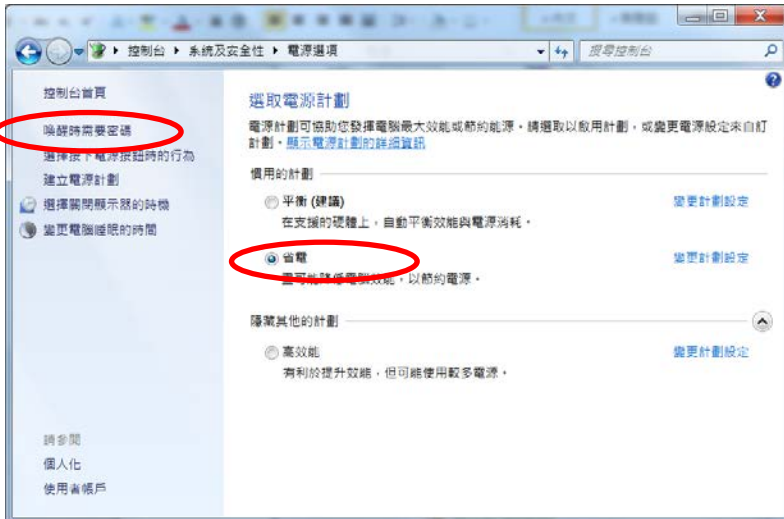 控制台 ▸ 系統及安全性 ▸ 電源選項
搜尋控制台
控制台首頁
喚醒時需要密碼
選擇按下電源按鈕時的行為
建立電源計劃
選擇關閉顯示器的時機
變更電腦睡眠的時間
選取電源計劃
電源計劃可協助您發揮電腦最大效能或節約能源。請選取以啟用計劃，或變更電源設定來自訂
計劃。顯示電源計劃的詳細資訊
慣用的計劃
平衡 (建議) 變更計劃設定
在支援的硬體上，自動平衡效能與電源消耗。
省電 變更計劃設定
盡可能降低電腦效能，以節約電源。
隱藏其他的計劃
高效能 變更計劃設定
有利於提升效能，但可能使用較多電源。
請參閱
個人化
使用者帳戶